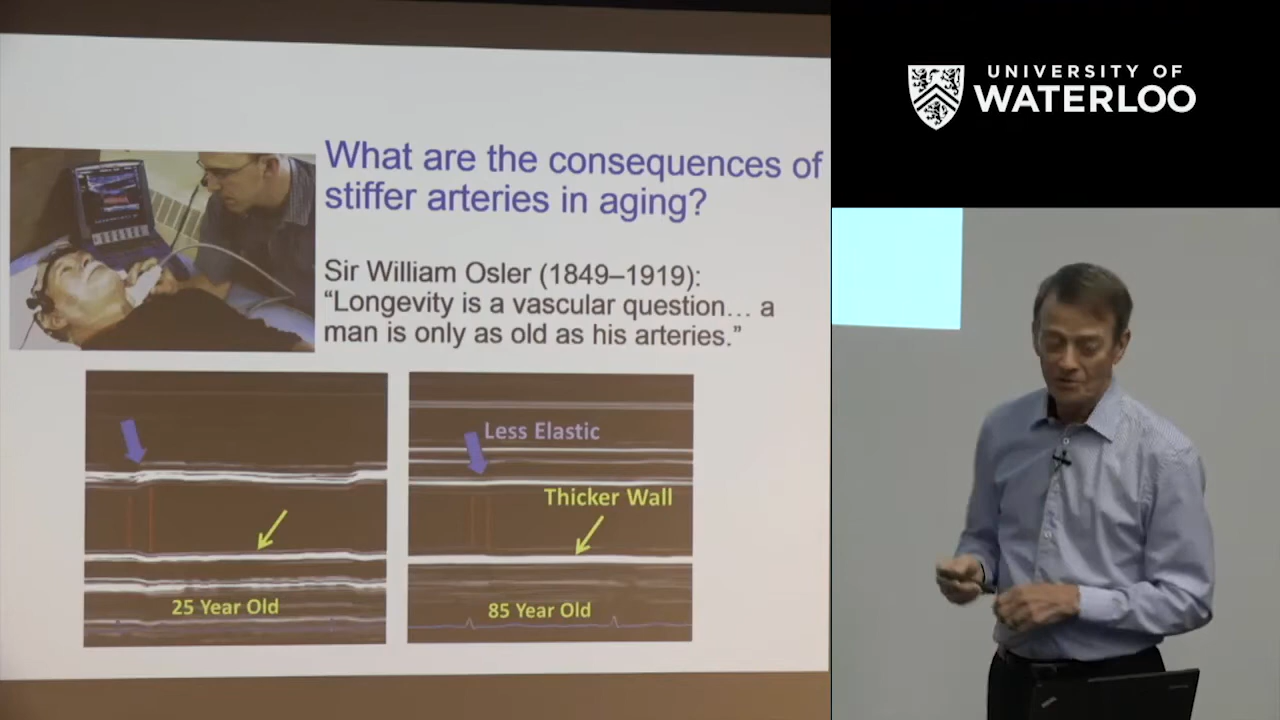 UNIVERSITY OF
WATERLOO
What are the consequences of
stiffer arteries in aging?
Sir William Osler (1849–1919):
“Longevity is a vascular question… a
man is only as old as his arteries.”
Less Elastic
Thicker Wall
25 Year Old
85 Year Old